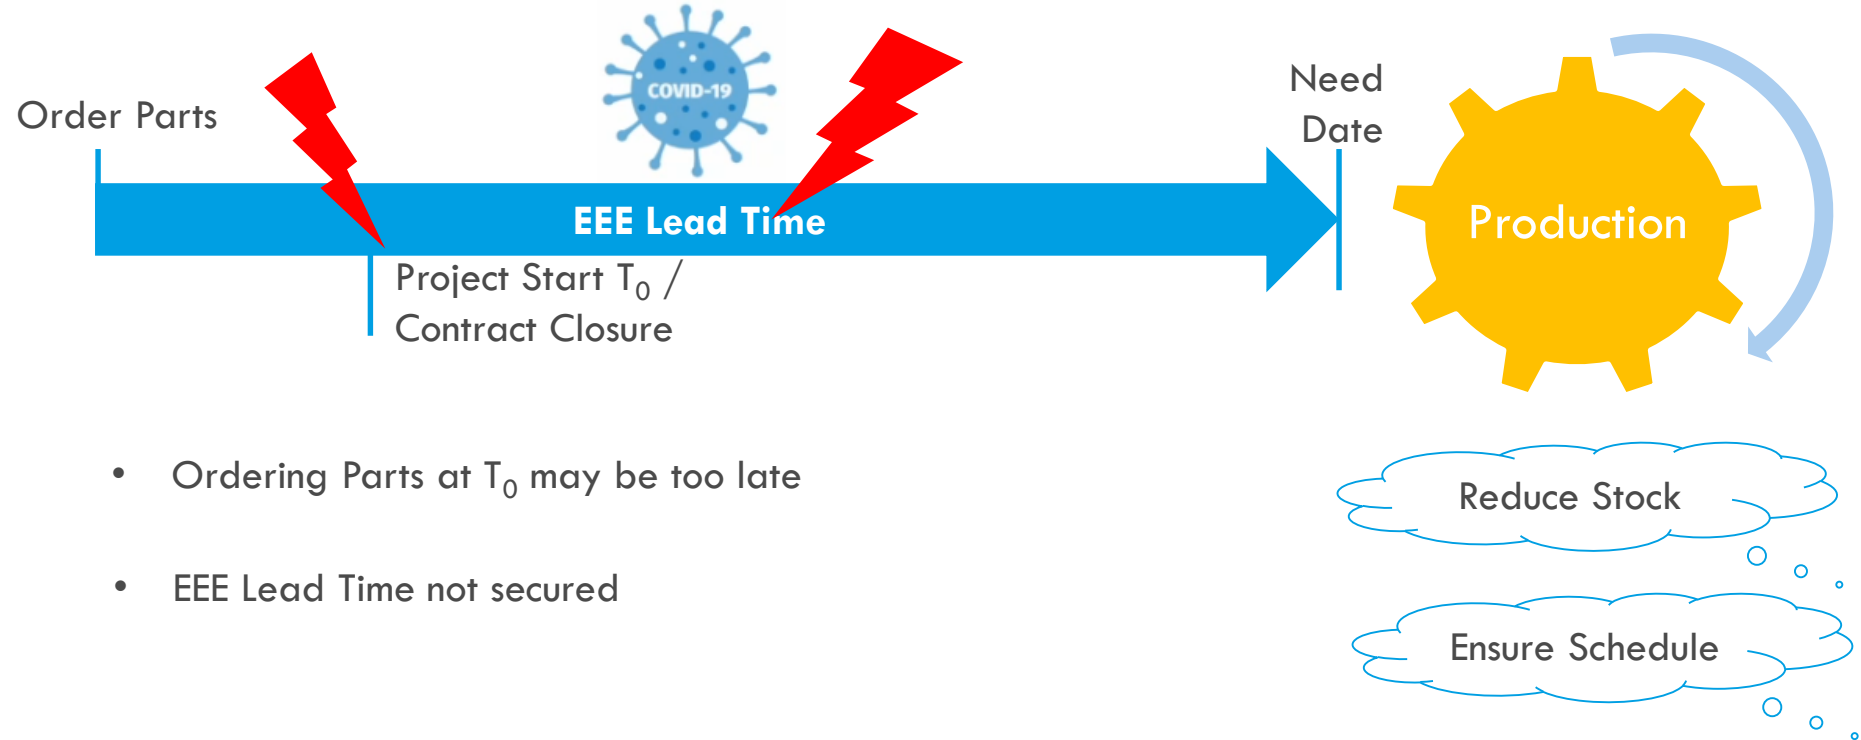 Order Parts
COVID-19
Need
Date
EEE Lead Time
Production
Project Start T₀ /
Contract Closure
• Ordering Parts at T₀ may be too late
• EEE Lead Time not secured
Reduce Stock
Ensure Schedule